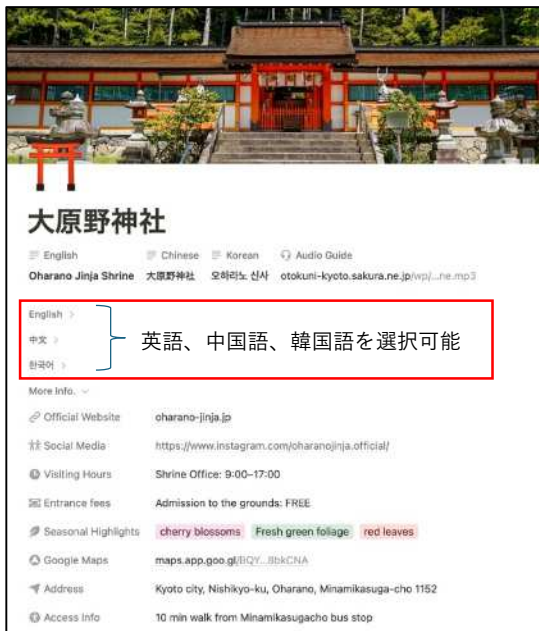 大原野神社
English Chinese Korean Audio Guide
Oharano Jinja Shrine 大原野神社 오하라노 신사 otokuni-kyoto.sakura.ne.jp/wp/...ne.mp3
English
中文
한국어
英語、中国語、韓国語を選択可能
More Info.
Official Website oharano-jinja.jp
Social Media https://www.instagram.com/oharanojinja.official/
Visiting Hours Shrine Office: 9:00–17:00
Entrance fees Admission to the grounds: FREE
Seasonal Highlights cherry blossoms Fresh green foliage red leaves
Google Maps maps.app.goo.gl/BQY...8bkCNA
Address Kyoto city, Nishikyo-ku, Oharano, Minamikasuga-cho 1152
Access Info 10 min walk from Minamikasugacho bus stop